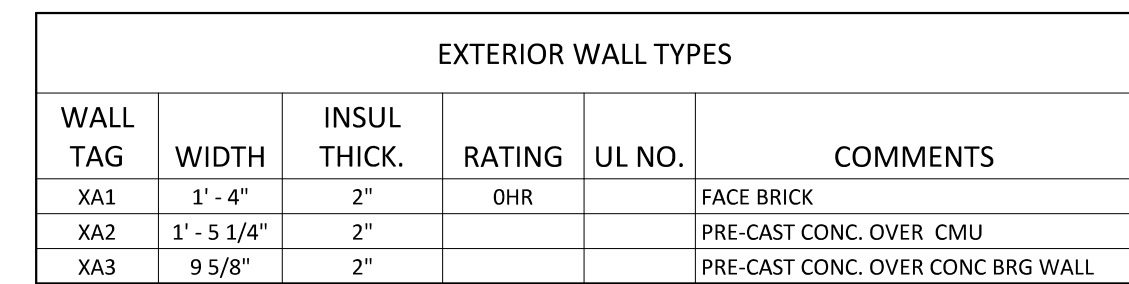 EXTERIOR WALL TYPES
WALL TAG WIDTH INSUL THICK. RATING UL NO. COMMENTS
XA1 1' - 4" 2" 0HR FACE BRICK
XA2 1' - 5 1/4" 2" PRE-CAST CONC. OVER CMU
XA3 9 5/8" 2" PRE-CAST CONC. OVER CONC BRG WALL